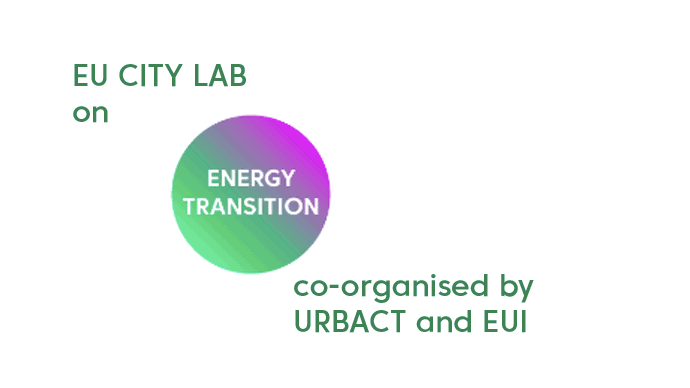 EU CITY LAB
on
ENERGY
TRANSITION
co-organised by
URBACT and EUI